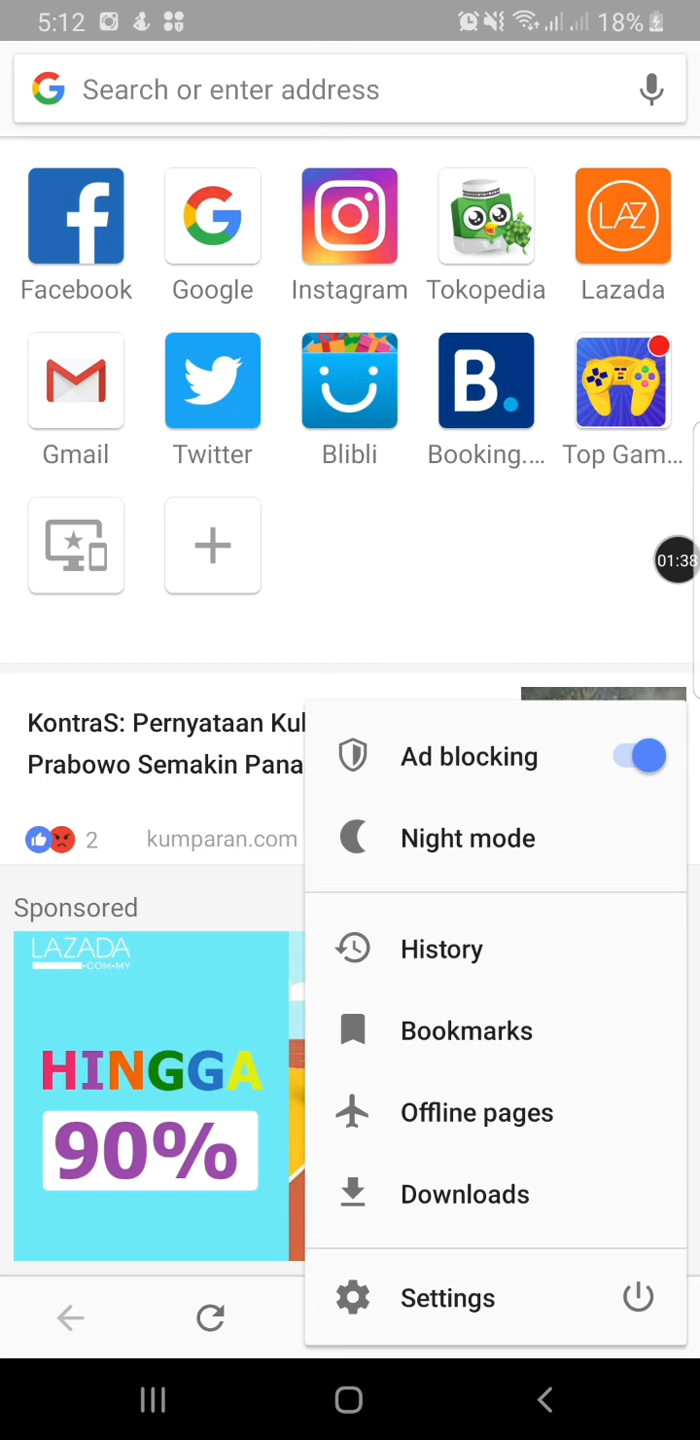 5:12
18%
Search or enter address
Facebook
Google
Instagram
Tokopedia
Lazada
LAZ
Gmail
Twitter
Blibli
Booking....
Top Gam...
B.
01:38
KontraS: Pernyataan
Prabowo Semakin
2 kumparan.com
Sponsored
LAZADA
.COM.MY
HINGGA
90%
Ad blocking
Night mode
History
Bookmarks
Offline pages
Downloads
Settings